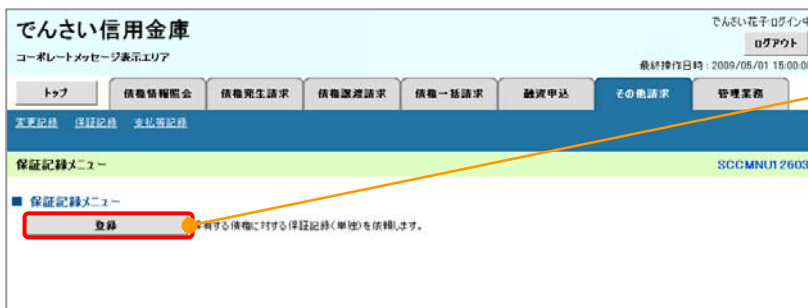 でんさい信用金庫
でんさい花子:ログイン中
コーポレートメッセージ表示エリア
ログアウト
最終操作日時:2009/05/01 15:00:00
トップ 債権情報照会 債権発生請求 債権譲渡請求 債権一括請求 融資申込 その他請求 管理業務
変更記録 保証記録 支払等記録
保証記録メニュー SCCMNU12603
■ 保証記録メニュー
登録 有する債権に対する保証記録(単独)を依頼します。